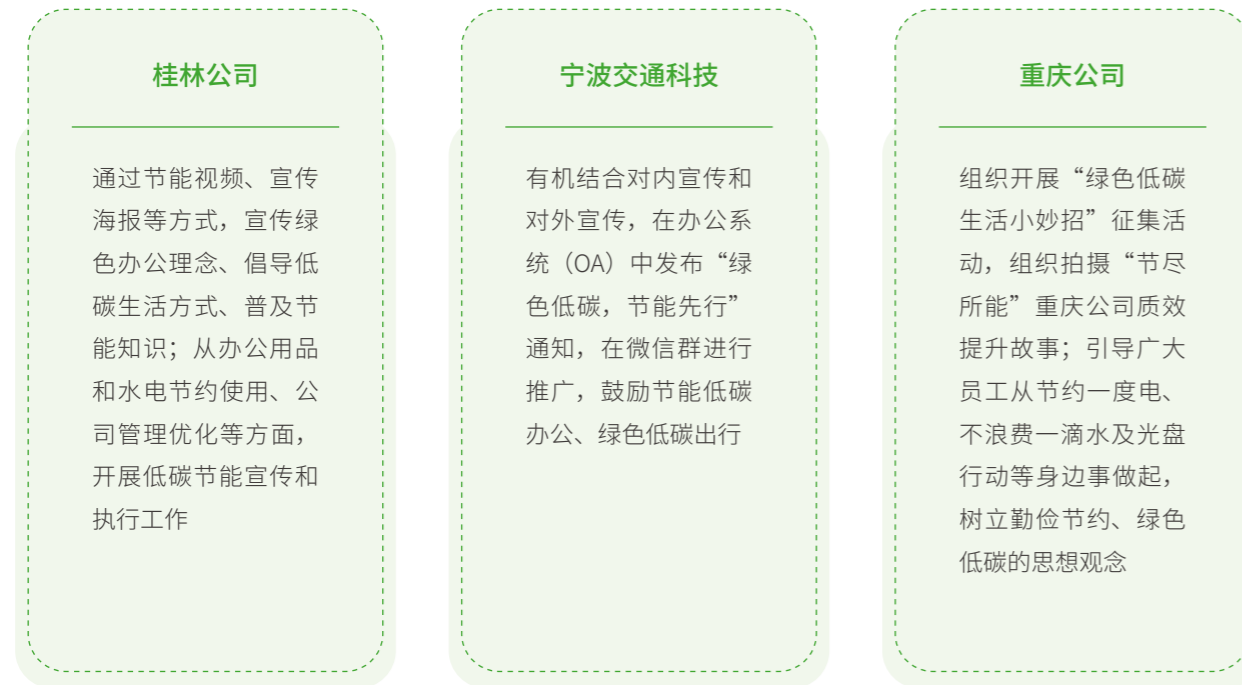 桂林公司
通过节能视频、宣传
海报等方式，宣传绿
色办公理念、倡导低
碳生活方式、普及节
能知识；从办公用品
和水电节约使用、公
司管理优化等方面，
开展低碳节能宣传和
执行工作
宁波交通科技
有机结合对内宣传和
对外宣传，在办公系
统（OA）中发布“绿
色低碳，节能先行”
通知，在微信群进行
推广，鼓励节能低碳
办公、绿色低碳出行
重庆公司
组织开展“绿色低碳
生活小妙招”征集活
动，组织拍摄“节尽
所能”重庆公司质效
提升故事；引导广大
员工从节约一度电、
不浪费一滴水及光盘
行动等身边事做起，
树立勤俭节约、绿色
低碳的思想观念